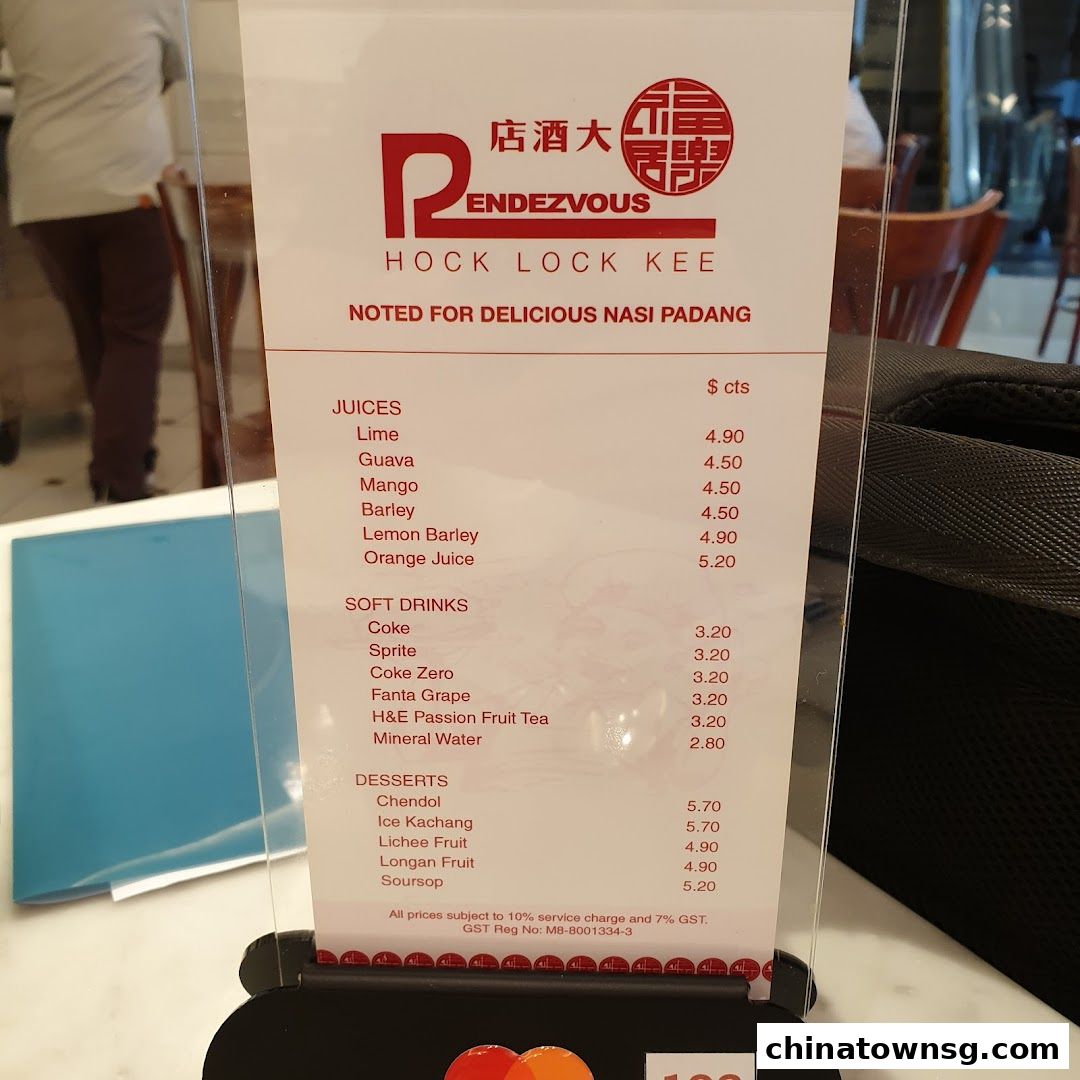 店酒大
福樂居
RENDEZVOUS
HOCK LOCK KEE
NOTED FOR DELICIOUS NASI PADANG
$ cts
JUICES
Lime 4.90
Guava 4.50
Mango 4.50
Barley 4.50
Lemon Barley 4.90
Orange Juice 5.20
SOFT DRINKS
Coke 3.20
Sprite 3.20
Coke Zero 3.20
Fanta Grape 3.20
H&E Passion Fruit Tea 3.20
Mineral Water 2.80
DESSERTS
Chendol 5.70
Ice Kachang 5.70
Lichee Fruit 4.90
Longan Fruit 4.90
Soursop 5.20
All prices subject to 10% service charge and 7% GST.
GST Reg No: M8-8001334-3
chinatownsg.com